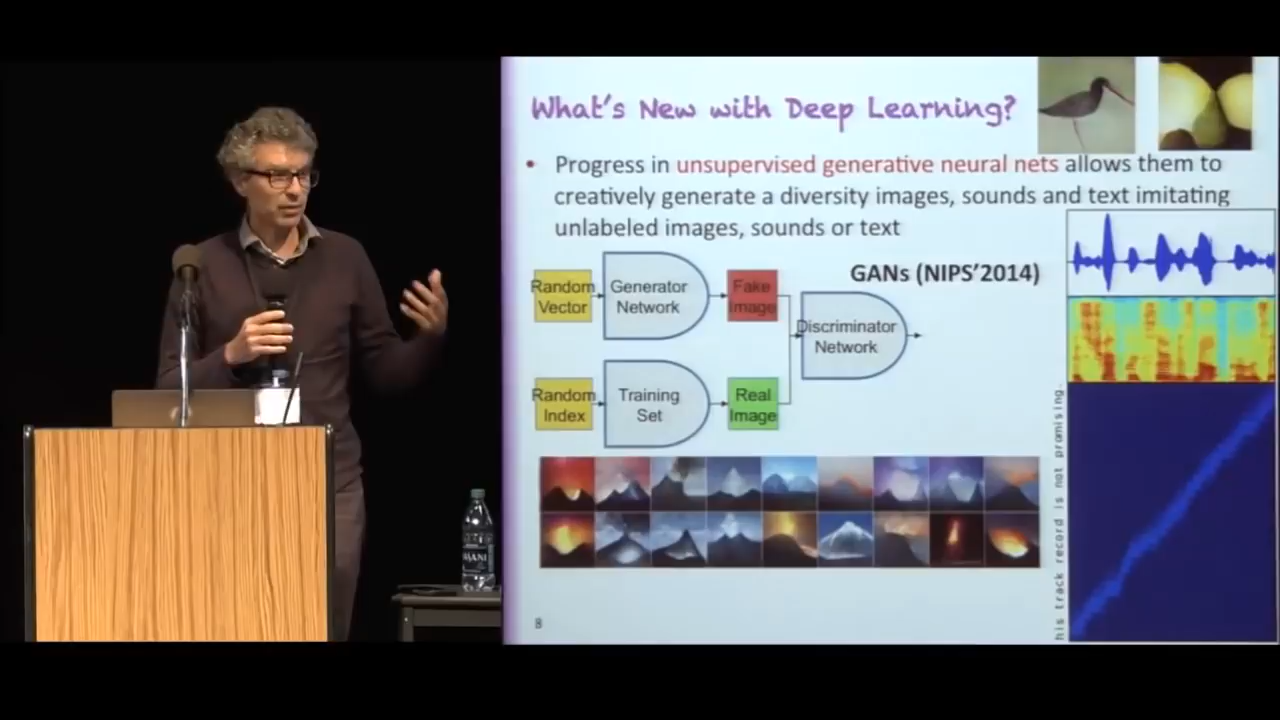 What's New with Deep Learning?
• Progress in unsupervised generative neural nets allows them to
creatively generate a diversity images, sounds and text imitating
unlabeled images, sounds or text
GANs (NIPS'2014)
Random
Vector
Generator
Network
Fake
Image
Discriminator
Network
Random
Index
Training
Set
Real
Image
his track record is not promising.
8